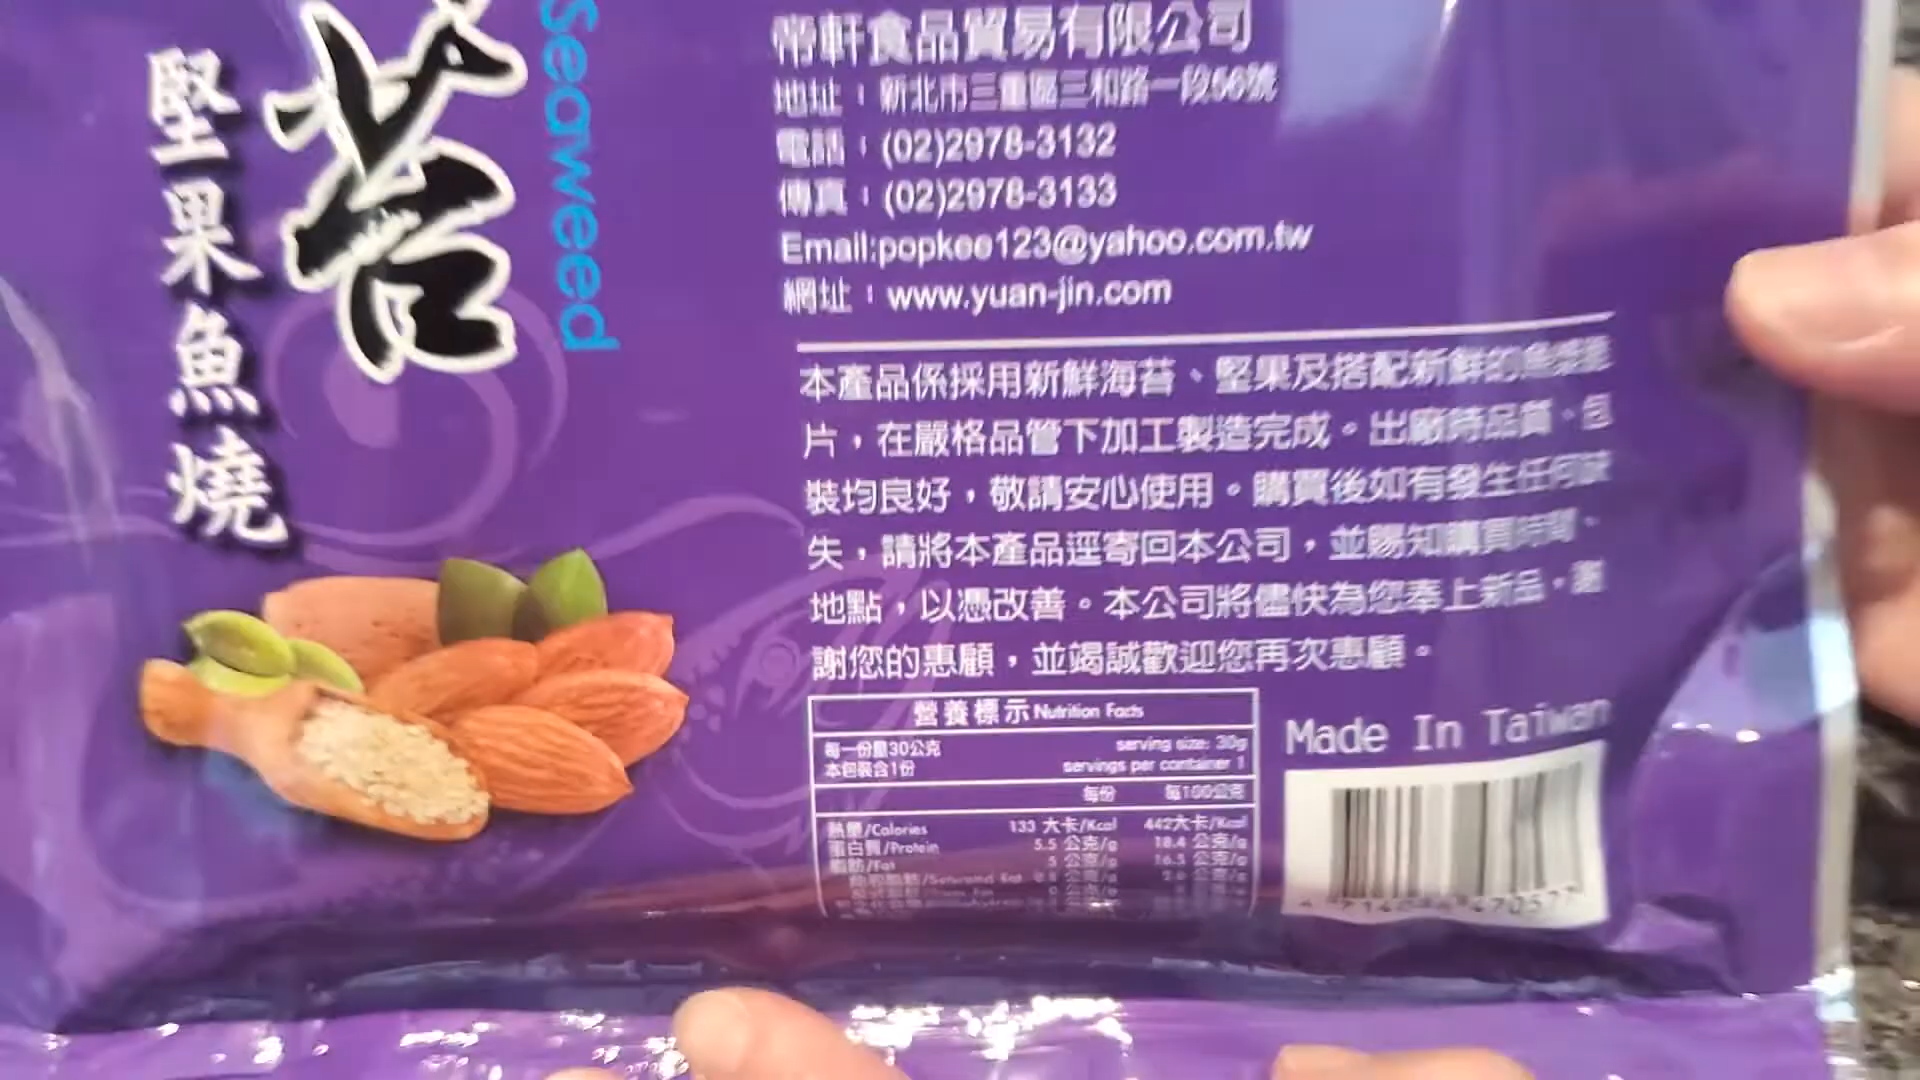 苔
Seaweed
堅果魚燒
帝軒食品貿易有限公司
地址：新北市三重區三和路一段56號
電話：(02)2978-3132
傳真：(02)2978-3133
Email:popkee123@yahoo.com.tw
網址：www.yuan-jin.com
本產品係採用新鮮海苔、堅果及搭配新鮮的魚漿
片，在嚴格品管下加工製造完成。出廠時品質、包
裝均良好，敬請安心使用。購買後如有發生任何缺
失，請將本產品逕寄回本公司，並賜知購買時間、
地點，以憑改善。本公司將儘快為您奉上新品，謝
謝您的惠顧，並竭誠歡迎您再次惠顧。
營養標示 Nutrition Facts
每一份量30公克 serving size: 30g
本包裝含1份 servings per container 1
每份 每100公克
熱量/Calories 133 大卡/Kcal 442大卡/Kcal
蛋白質/Protein 5.5 公克/g 18.4 公克/g
脂肪/Fat 5 公克/g 16.5 公克/g
Made In Taiwan